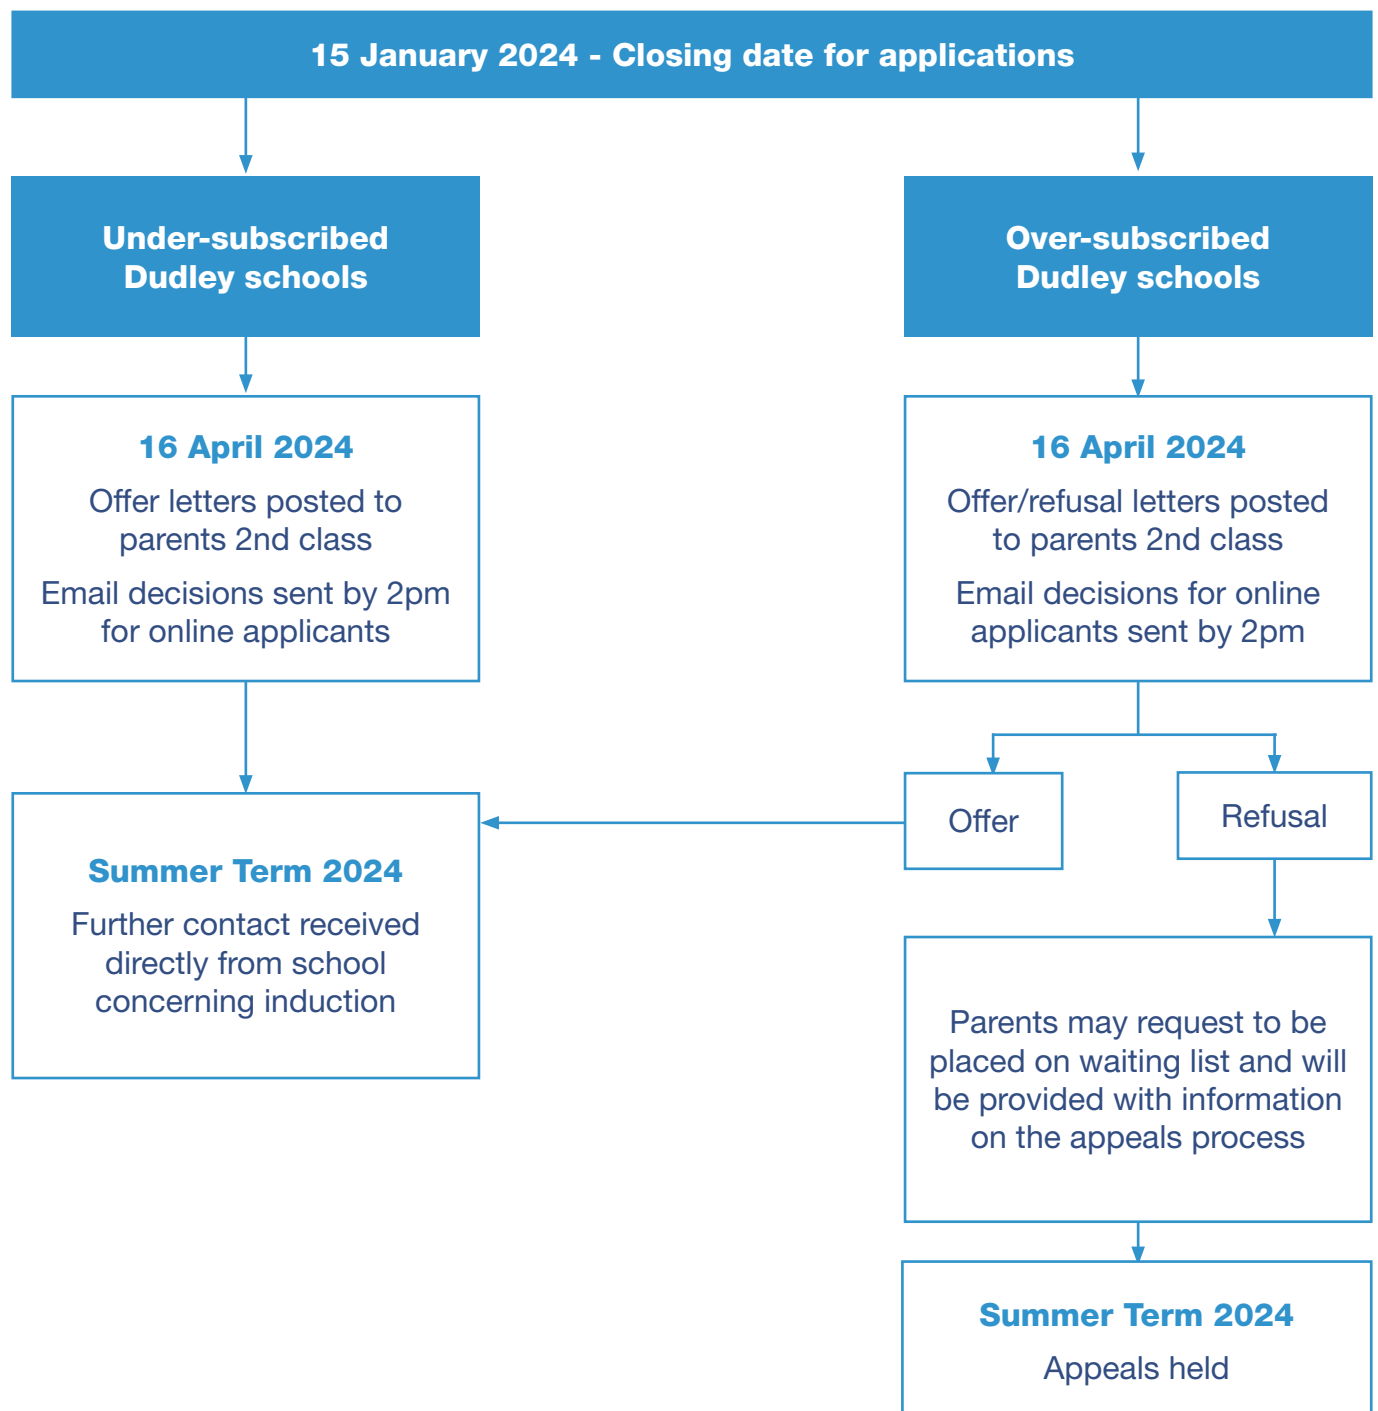 15 January 2024 - Closing date for applications
Under-subscribed
Dudley schools
Over-subscribed
Dudley schools
16 April 2024
Offer letters posted to
parents 2nd class
Email decisions sent by 2pm
for online applicants
16 April 2024
Offer/refusal letters posted
to parents 2nd class
Email decisions for online
applicants sent by 2pm
Offer
Refusal
Summer Term 2024
Further contact received
directly from school
concerning induction
Parents may request to be
placed on waiting list and will
be provided with information
on the appeals process
Summer Term 2024
Appeals held